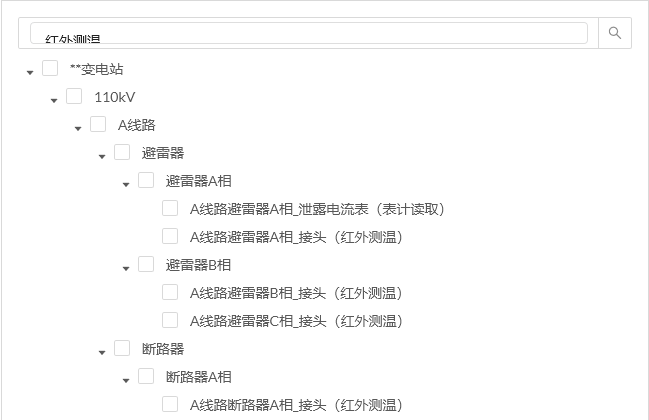 红外测温
**变电站
110kV
A线路
避雷器
避雷器A相
A线路避雷器A相_泄露电流表（表计读取）
A线路避雷器A相_接头（红外测温）
避雷器B相
A线路避雷器B相_接头（红外测温）
A线路避雷器C相_接头（红外测温）
断路器
断路器A相
A线路断路器A相_接头（红外测温）